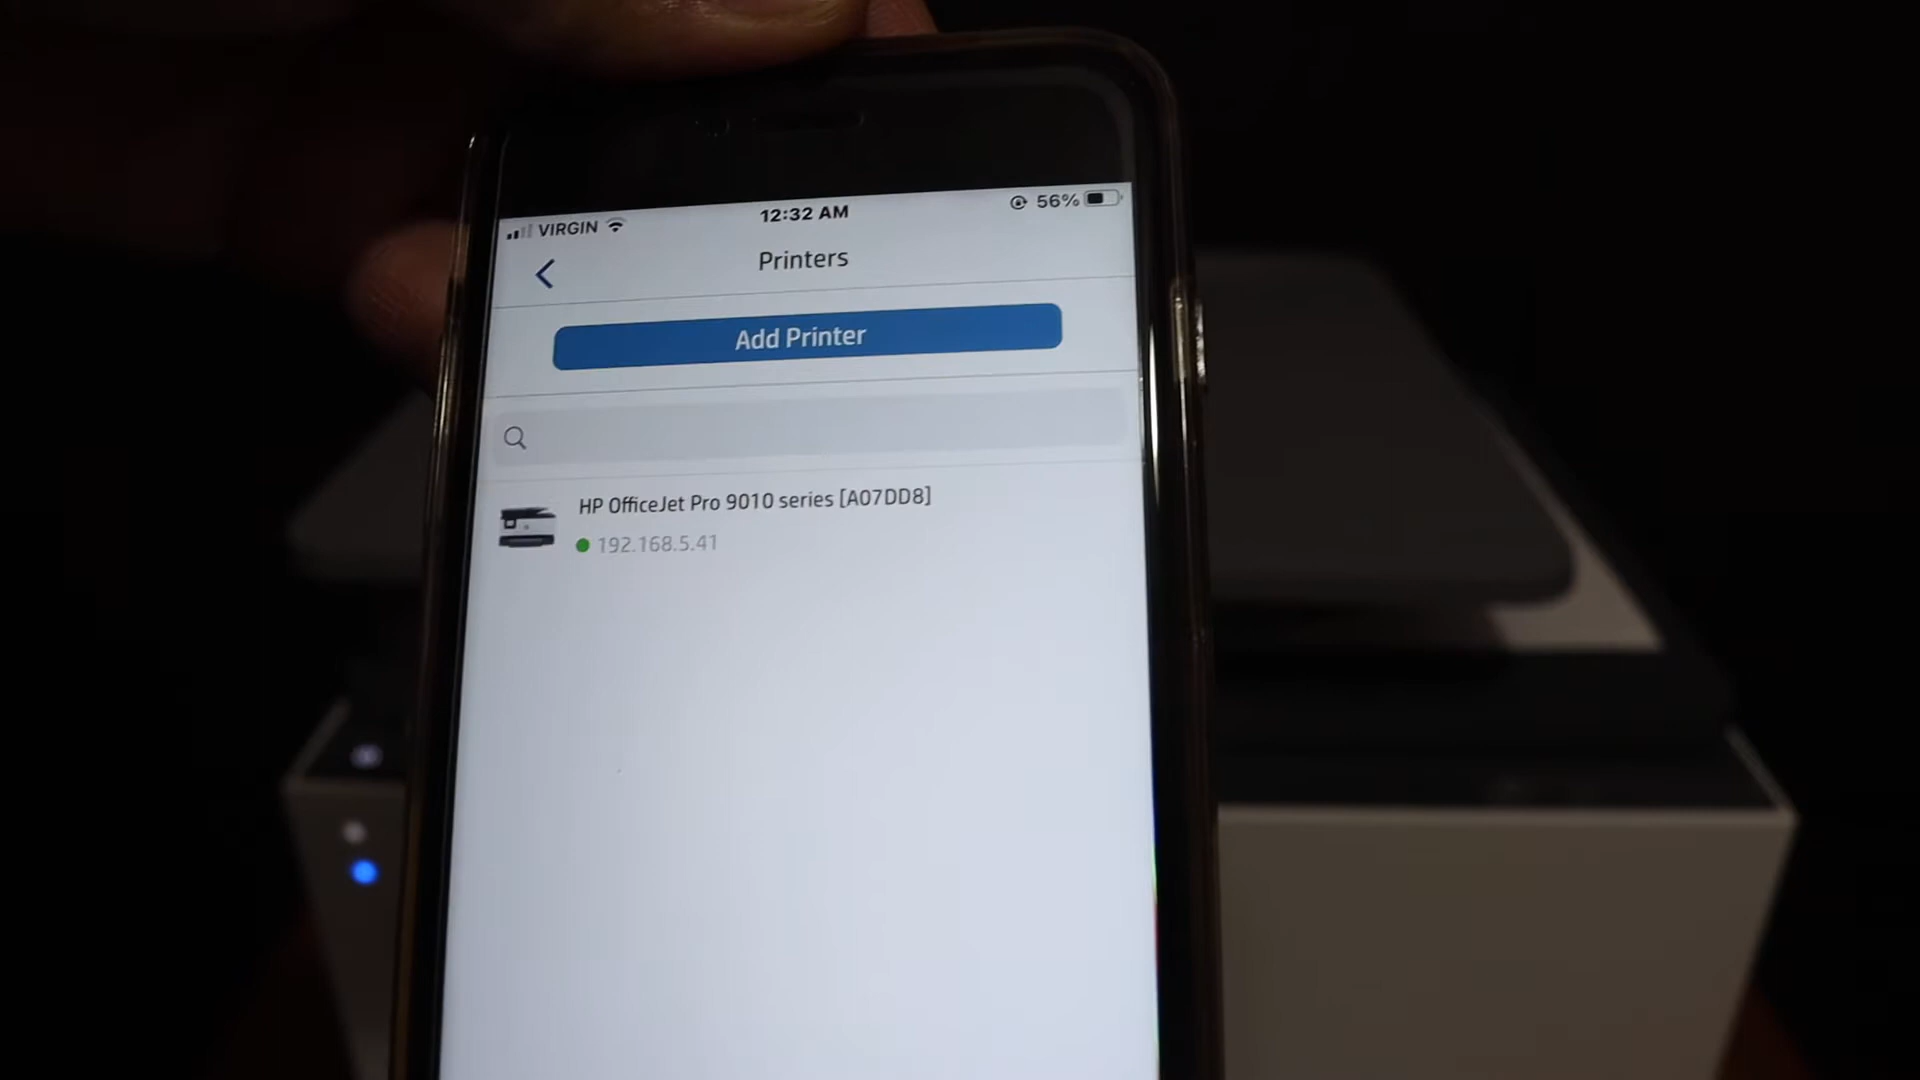 VIRGIN 12:32 AM 56%
Printers
Add Printer
HP OfficeJet Pro 9010 series [A07DD8]
192.168.5.41